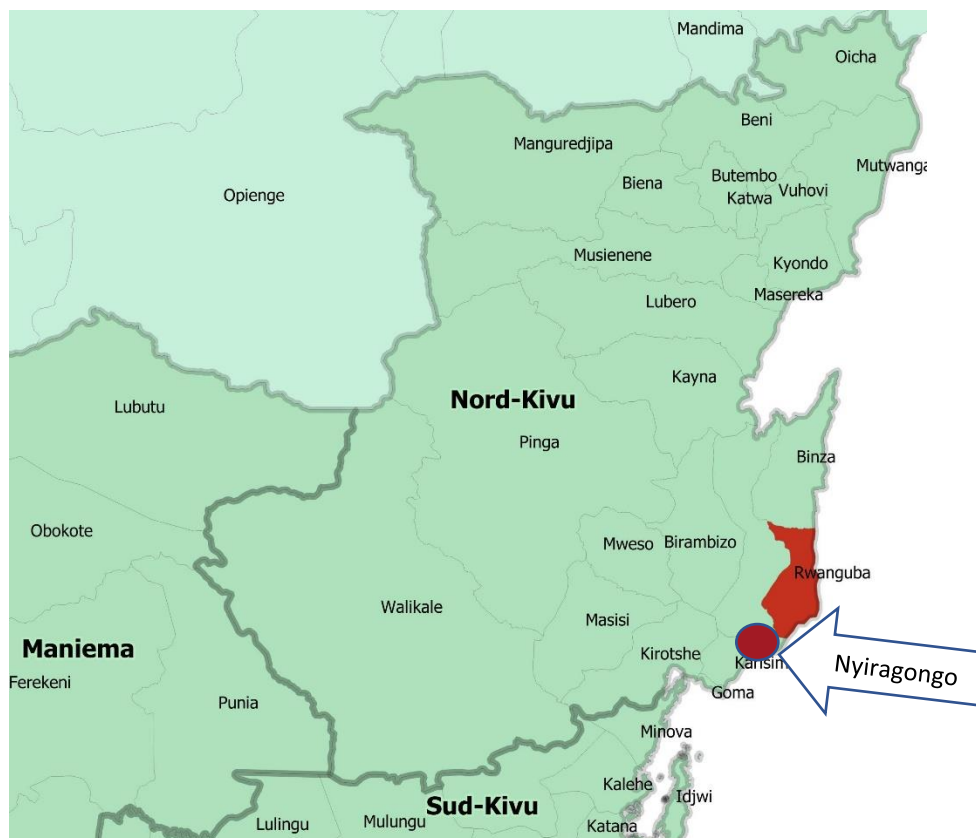 Mandima
Oicha
Beni
Manguredjipa
Mutwanga
Butembo
Biena
Katwa
Vuhovi
Opienge
Musienene
Kyondo
Masereka
Lubero
Kayna
Nord-Kivu
Lubutu
Pinga
Binza
Obokote
Mweso
Birambizo
Rwanguba
Walikale
Masisi
Maniema
Kirotshe
Karisim
Nyiragongo
Ferekeni
Goma
Punia
Minova
Kalehe
Idjwi
Sud-Kivu
Lulingu
Mulungu
Katana